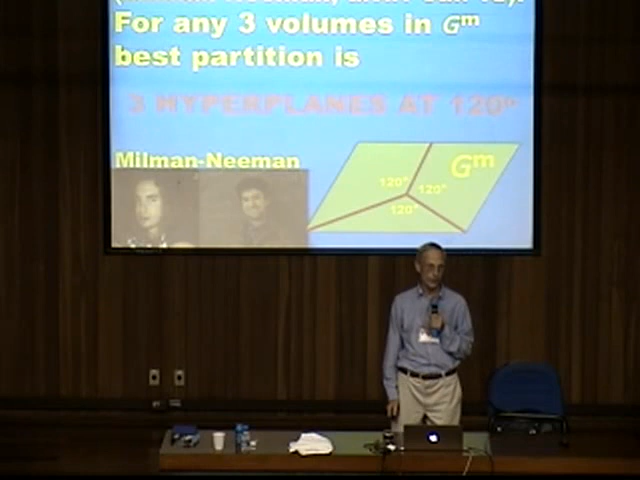 For any 3 volumes in Gᵐ
best partition is
3 HYPERPLANES AT 120°
Milman-Neeman
Gᵐ
120°
120°
120°